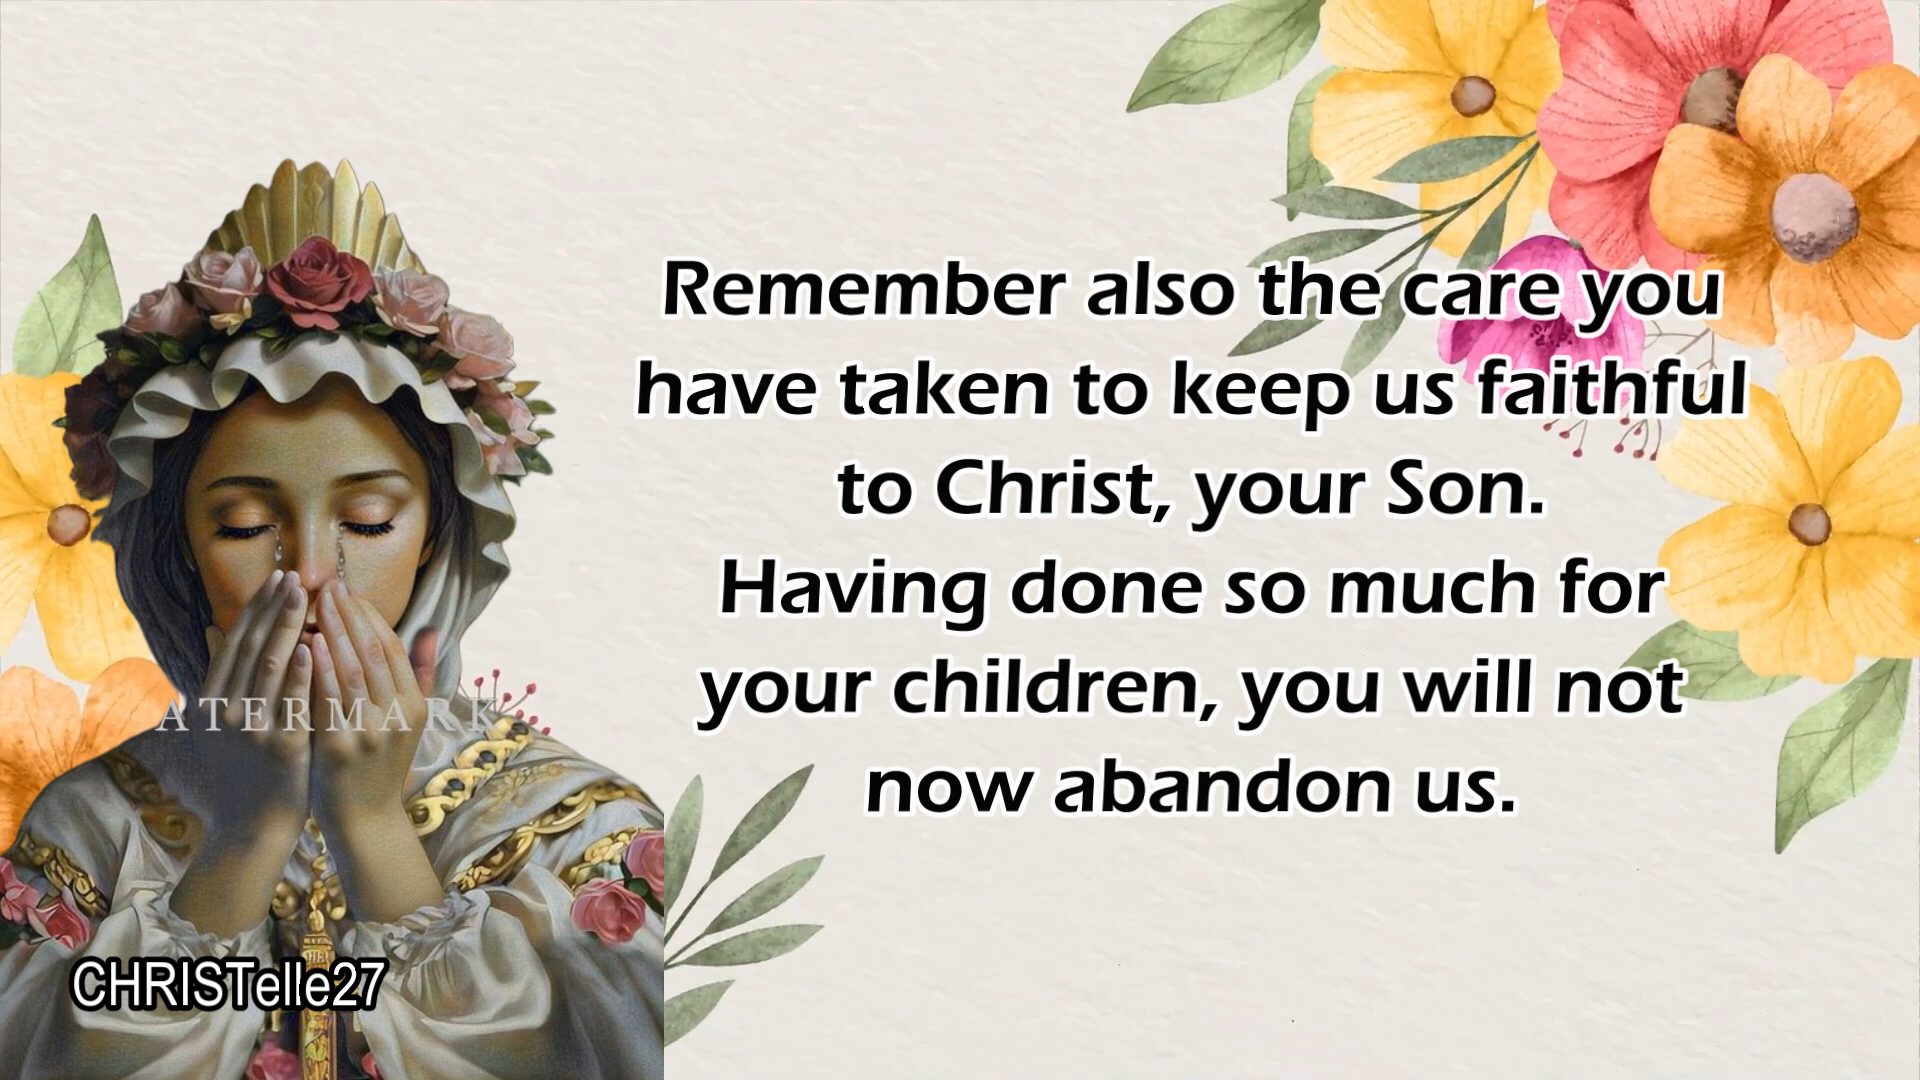 Remember also the care you
have taken to keep us faithful
to Christ, your Son.
Having done so much for
your children, you will not
now abandon us.
ATERMARK
CHRISTelle27